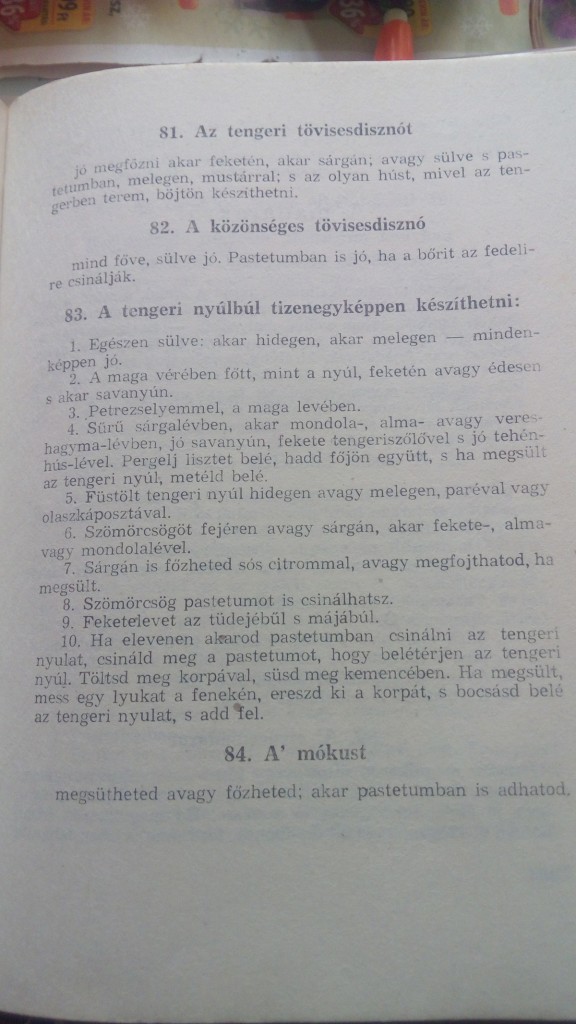 81. Az tengeri tövisesdisznót
jó megfőzni akar feketén, akar sárgán; avagy sülve s pas-
tetumban, melegen, mustárral; s az olyan húst, mivel az ten-
gerben terem, böjtön készíthetni.
82. A közönséges tövisesdisznó
mind főve, sülve jó. Pastetumban is jó, ha a bőrit az fedeli-
re csinálják.
83. A tengeri nyúlbúl tizenegyképpen készíthetni:
1. Egészen sülve: akar hidegen, akar melegen — minden-
képpen jó.
2. A maga vérében főtt, mint a nyúl, feketén avagy édesen
s akar savanyún.
3. Petrezselyemmel, a maga levében.
4. Sűrű sárgalévben, akar mondola-, alma- avagy veres-
hagyma-lévben, jó savanyún, fekete tengeriszőlővel s jó tehén-
hús-lével. Pergelj lisztet belé, hadd főjön együtt, s ha megsült
az tengeri nyúl, metéld belé.
5. Füstölt tengeri nyúl hidegen avagy melegen, paréval vagy
olaszkáposztával.
6. Szömörcsögöt fejéren avagy sárgán, akar fekete-, alma-
vagy mondolalével.
7. Sárgán is főzheted sós citrommal, avagy megfojthatod, ha
megsült.
8. Szömörcsög pastetumot is csinálhatsz.
9. Feketelevet az tüdejébül s májábúl.
10. Ha elevenen akarod pastetumban csinálni az tengeri
nyulat, csináld meg a pastetumot, hogy belétérjen az tengeri
nyúl. Töltsd meg korpával, süsd meg kemencében. Ha megsült,
mess egy lyukat a fenekén, ereszd ki a korpát, s bocsásd belé
az tengeri nyulat, s add fel.
84. A' mókust
megsütheted avagy főzheted; akar pastetumban is adhatod.